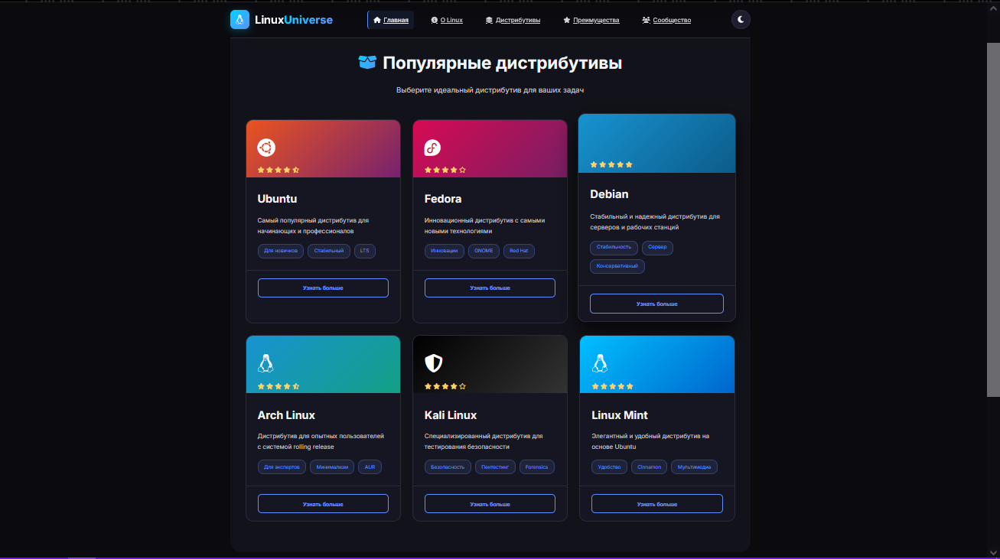 LinuxUniverse
Главная
О Linux
Дистрибутивы
Преимущества
Сообщество
Популярные дистрибутивы
Выберите идеальный дистрибутив для ваших задач
Ubuntu
Самый популярный дистрибутив для
начинающих и профессионалов
Для новичков
Стабильный
LTS
Узнать больше
Fedora
Инновационный дистрибутив с самыми
новыми технологиями
Инновации
GNOME
Red Hat
Узнать больше
Debian
Стабильный и надежный дистрибутив для
серверов и рабочих станций
Стабильность
Сервер
Консервативный
Узнать больше
Arch Linux
Дистрибутив для опытных пользователей
с системой rolling release
Для экспертов
Минимализм
AUR
Узнать больше
Kali Linux
Специализированный дистрибутив для
тестирования безопасности
Безопасность
Пентестинг
Forensics
Узнать больше
Linux Mint
Элегантный и удобный дистрибутив на
основе Ubuntu
Удобство
Cinnamon
Мультимедиа
Узнать больше